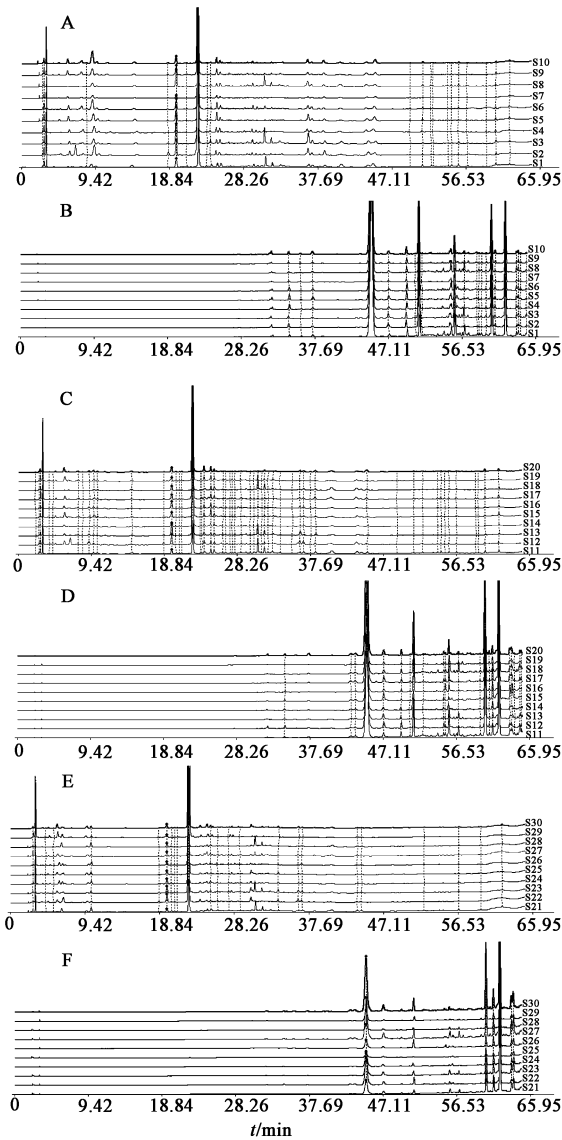 A
S10
S9
S8
S7
S6
S5
S4
S3
S2
S1
0 9.42 18.84 28.26 37.69 47.11 56.53 65.95
B
S10
S9
S8
S7
S6
S5
S4
S3
S2
S1
0 9.42 18.84 28.26 37.69 47.11 56.53 65.95
C
S20
S19
S18
S17
S16
S15
S14
S13
S12
S11
0 9.42 18.84 28.26 37.69 47.11 56.53 65.95
D
S20
S19
S18
S17
S16
S15
S14
S13
S12
S11
0 9.42 18.84 28.26 37.69 47.11 56.53 65.95
E
S30
S29
S28
S27
S26
S25
S24
S23
S22
S21
0 9.42 18.84 28.26 37.69 47.11 56.53 65.95
F
S30
S29
S28
S27
S26
S25
S24
S23
S22
S21
0 9.42 18.84 28.26 37.69 47.11 56.53 65.95
t/min